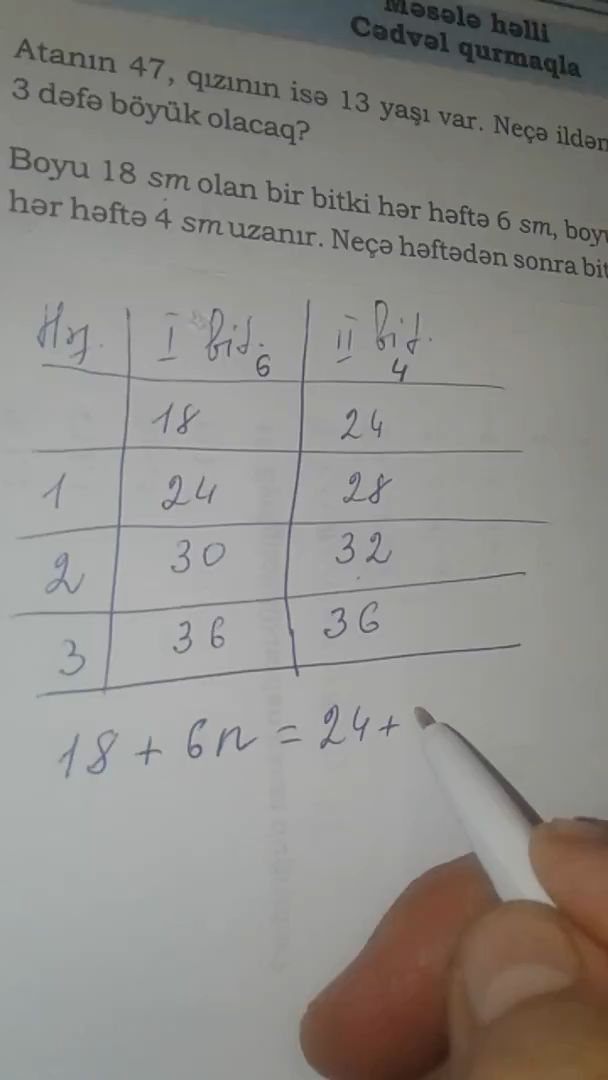 Məsələ həlli
Cədvəl qurmaqla
Atanın 47, qızının isə 13 yaşı var. Neçə ildən
3 dəfə böyük olacaq?
Boyu 18 sm olan bir bitki hər həftə 6 sm, boyu
hər həftə 4 sm uzanır. Neçə həftədən sonra bit
Həf. I bit. 6 II bit. 4
18 24
1 24 28
2 30 32
3 36 36
18 + 6n = 24 +